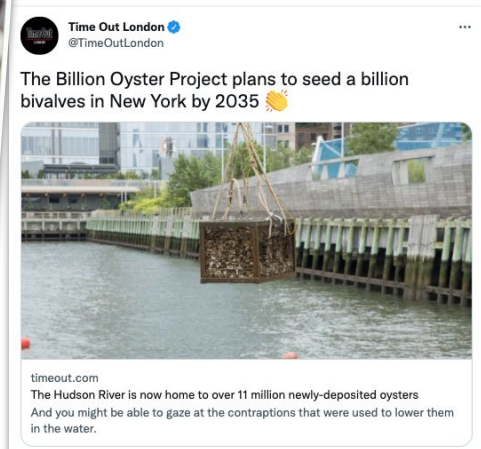 TimeOut
LONDON
Time Out London
@TimeOutLondon
The Billion Oyster Project plans to seed a billion
bivalves in New York by 2035 👏
timeout.com
The Hudson River is now home to over 11 million newly-deposited oysters
And you might be able to gaze at the contraptions that were used to lower them
in the water.